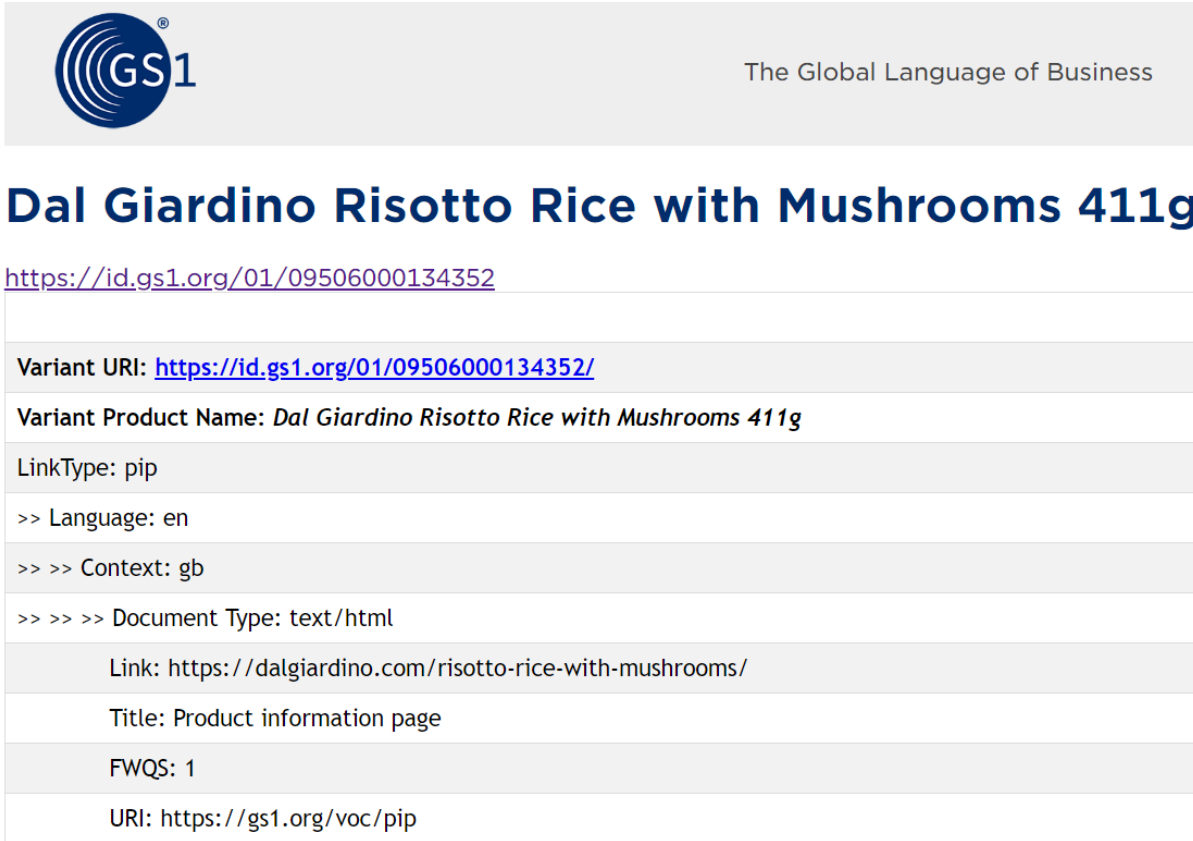 GS1®
The Global Language of Business
Dal Giardino Risotto Rice with Mushrooms 411g
https://id.gs1.org/01/09506000134352
Variant URI: https://id.gs1.org/01/09506000134352/
Variant Product Name: Dal Giardino Risotto Rice with Mushrooms 411g
LinkType: pip
>> Language: en
>> >> Context: gb
>> >> >> Document Type: text/html
Link: https://dalgiardino.com/risotto-rice-with-mushrooms/
Title: Product information page
FWQS: 1
URI: https://gs1.org/voc/pip